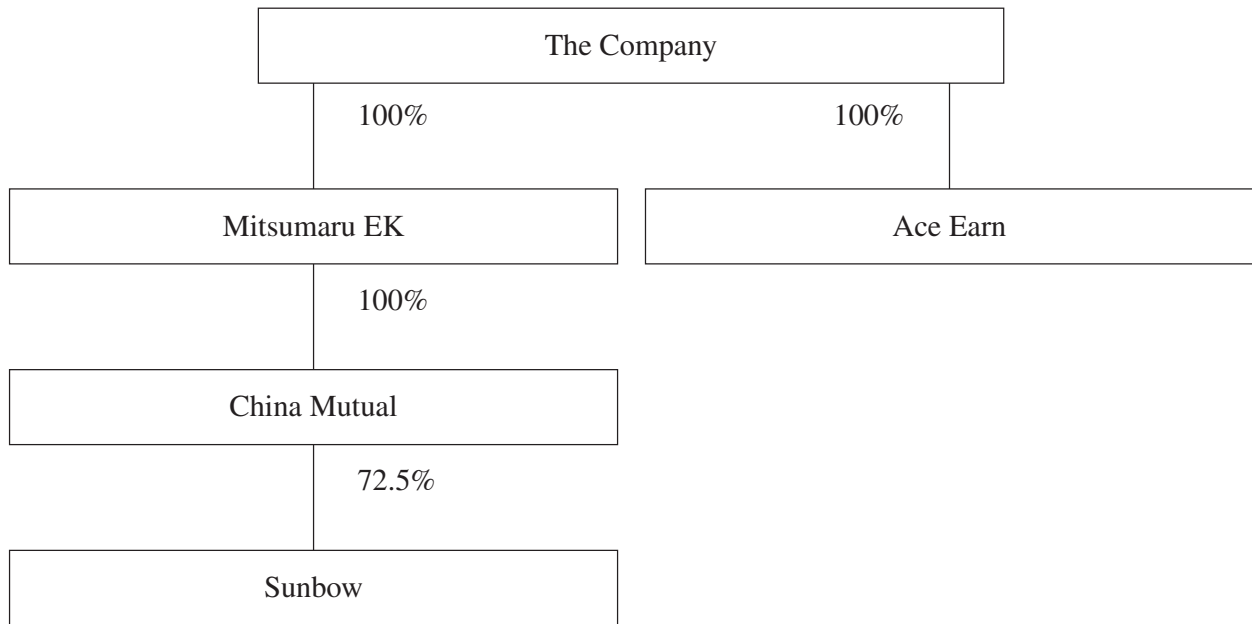 The Company
100%
100%
Mitsumaru EK
Ace Earn
100%
China Mutual
72.5%
Sunbow